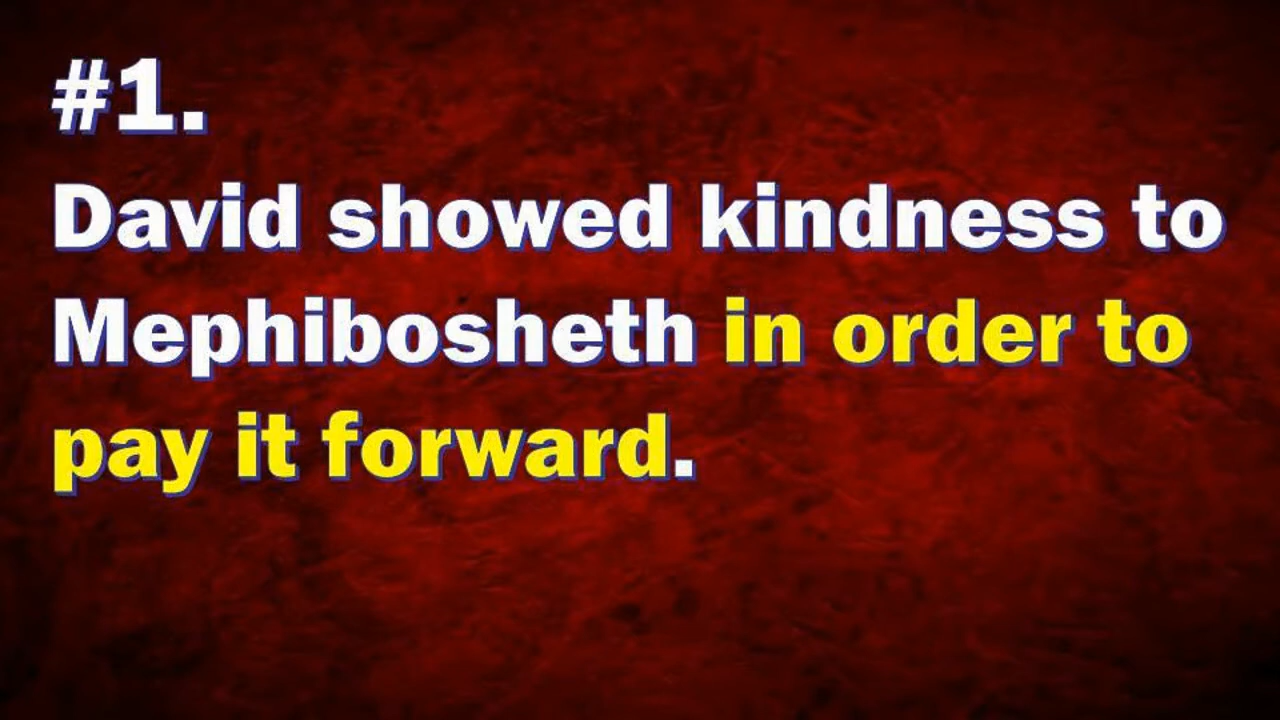 #1.
David showed kindness to
Mephibosheth in order to
pay it forward.